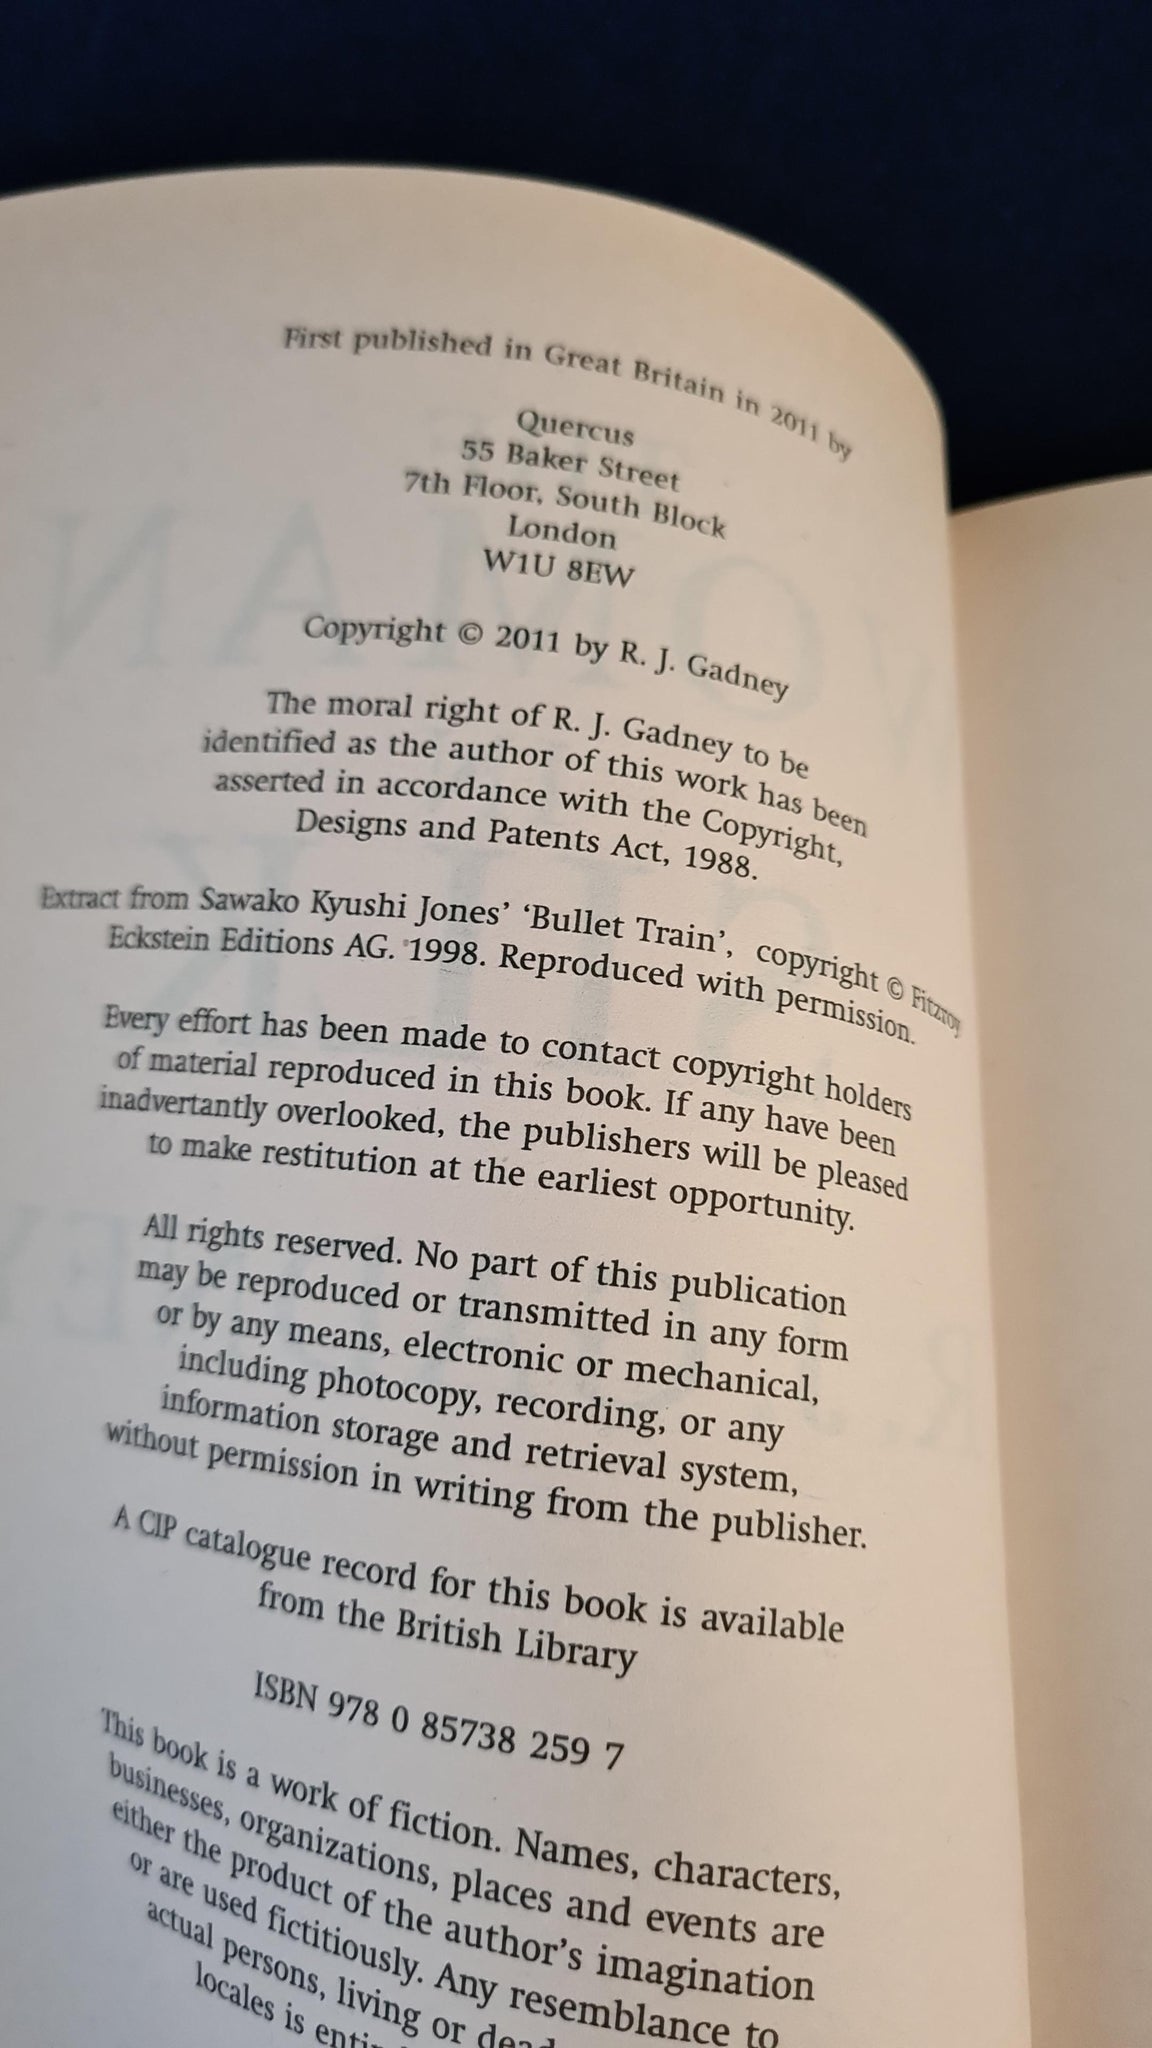 First published in Great Britain in 2011 by
Quercus
55 Baker Street
7th Floor, South Block
London
W1U 8EW
Copyright © 2011 by R. J. Gadney
The moral right of R. J. Gadney to be
identified as the author of this work has been
asserted in accordance with the Copyright,
Designs and Patents Act, 1988.
Extract from Sawako Kyushi Jones’ ‘Bullet Train’, copyright © Fitzroy
Eckstein Editions AG. 1998. Reproduced with permission.
Every effort has been made to contact copyright holders
of material reproduced in this book. If any have been
inadvertantly overlooked, the publishers will be pleased
to make restitution at the earliest opportunity.
All rights reserved. No part of this publication
may be reproduced or transmitted in any form
or by any means, electronic or mechanical,
including photocopy, recording, or any
information storage and retrieval system,
without permission in writing from the publisher.
A CIP catalogue record for this book is available
from the British Library
ISBN 978 0 85738 259 7
This book is a work of fiction. Names, characters,
businesses, organizations, places and events are
either the product of the author’s imagination
or are used fictitiously. Any resemblance to
actual persons, living or
locales is